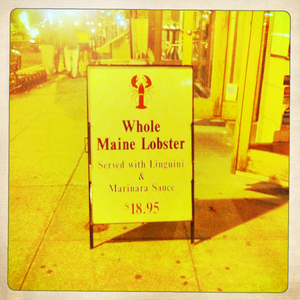 Whole
Maine Lobster
Served with Linguini
&
Marinara Sauce
$18.95